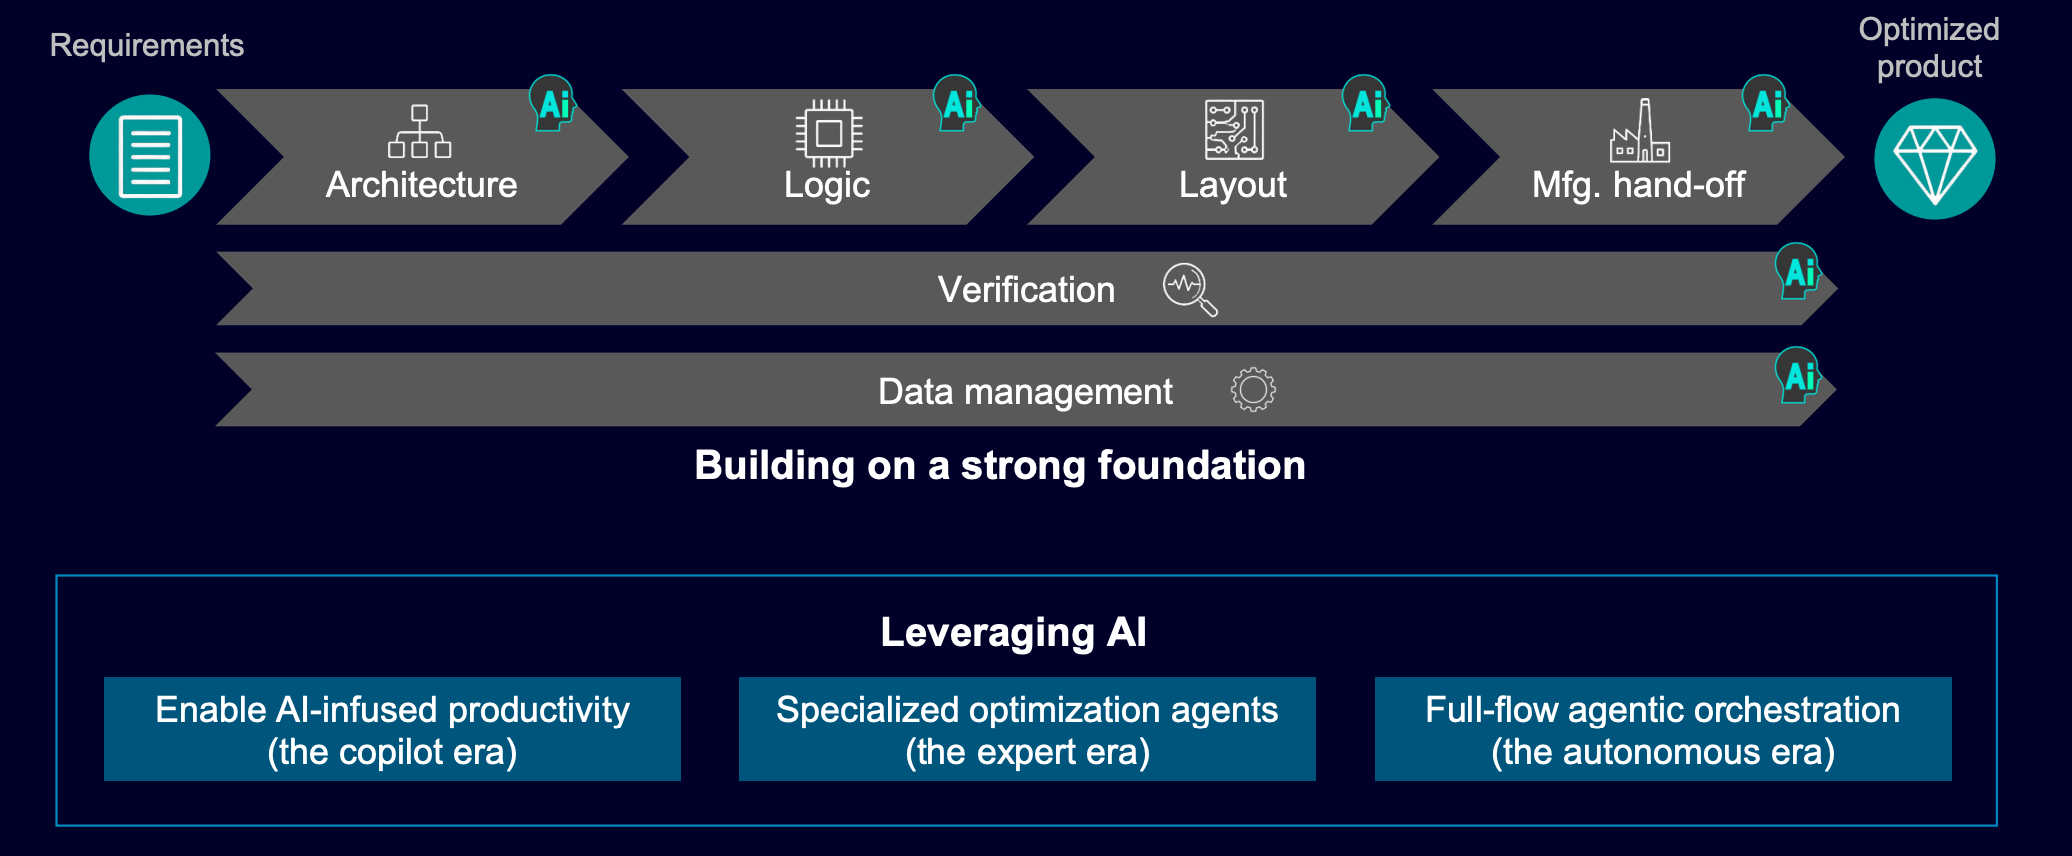 Requirements
Optimized
product
Ai
Ai
Ai
Ai
Architecture
Logic
Layout
Mfg. hand-off
Verification
Ai
Data management
Ai
Building on a strong foundation
Leveraging AI
Enable AI-infused productivity
(the copilot era)
Specialized optimization agents
(the expert era)
Full-flow agentic orchestration
(the autonomous era)